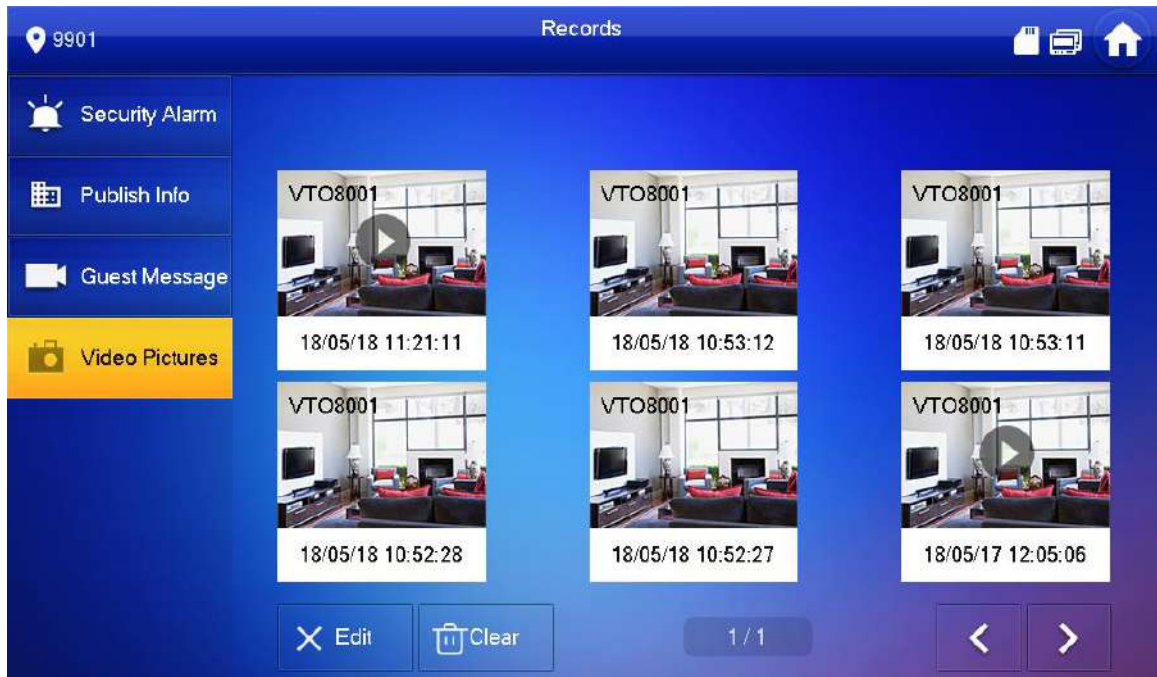 9901
Records
Security Alarm
Publish Info
Guest Message
Video Pictures
VTO8001
VTO8001
VTO8001
18/05/18 11:21:11
18/05/18 10:53:12
18/05/18 10:53:11
VTO8001
VTO8001
VTO8001
18/05/18 10:52:28
18/05/18 10:52:27
18/05/17 12:05:06
Edit
Clear
1/1